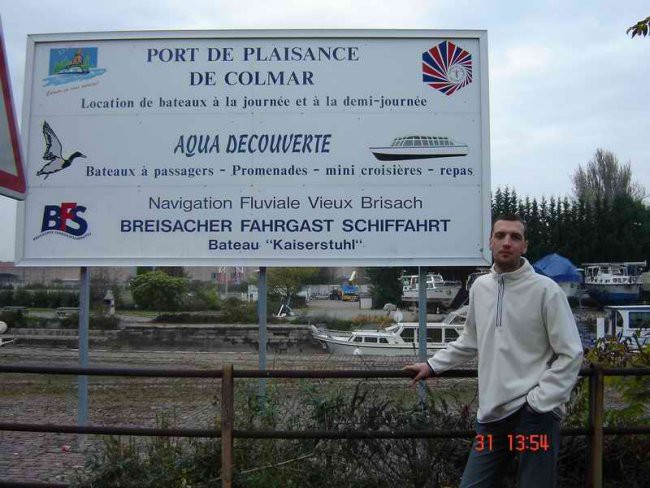 PORT DE PLAISANCE
DE COLMAR
Location de bateaux à la journée et à la demi-journée
AQUA DECOUVERTE
Bateaux à passagers - Promenades - mini croisières - repas
BFS
Navigation Fluviale Vieux Brisach
BREISACHER FAHRGAST SCHIFFAHRT
Bateau "Kaiserstuhl"
31 13:54